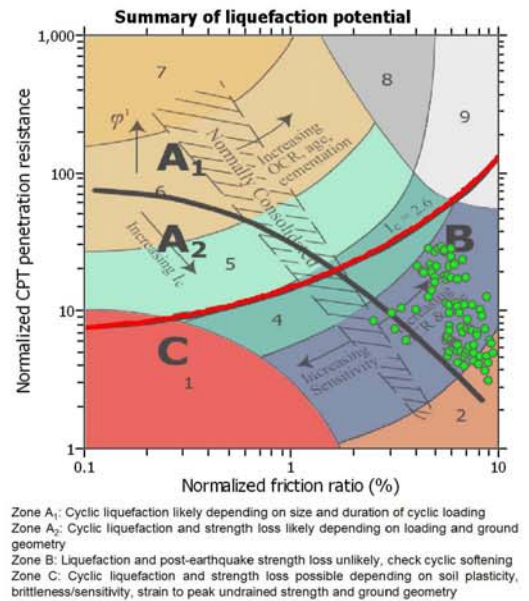 Summary of liquefaction potential
1,000
7
8
9
φ'
Increasing
OCR, age,
cementation
Normally Consolidated
A1
100
6
Ic = 2.6
A2
B
Increasing Ic
5
10
4
C
1
Increasing
Sensitivity
2
1
0.1
1
10
Normalized CPT penetration resistance
Normalized friction ratio (%)
Zone A1: Cyclic liquefaction likely depending on size and duration of cyclic loading
Zone A2: Cyclic liquefaction and strength loss likely depending on loading and ground
geometry
Zone B: Liquefaction and post-earthquake strength loss unlikely, check cyclic softening
Zone C: Cyclic liquefaction and strength loss possible depending on soil plasticity,
brittleness/sensitivity, strain to peak undrained strength and ground geometry